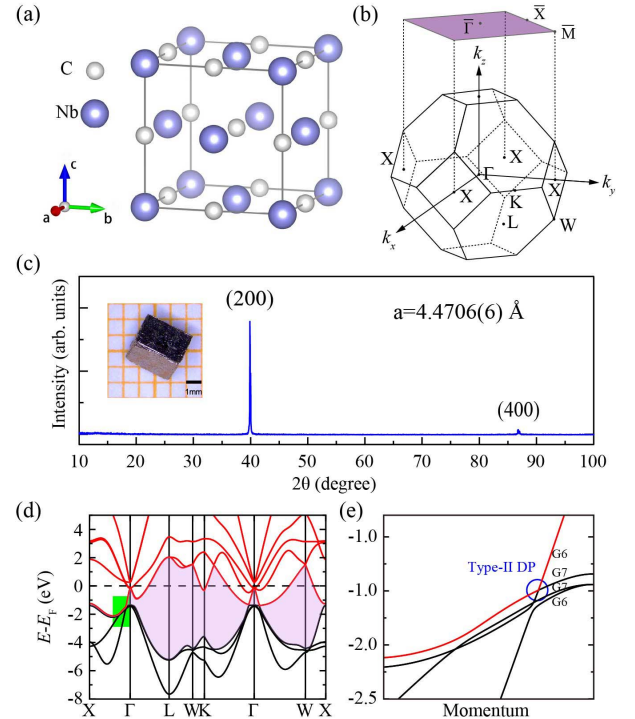 (a)
C
Nb
c
a
b
(b)
Γ̅
X̅
M̅
k_z
X
Γ
X
X
X
K
k_y
L
W
k_x
(c)
Intensity (arb. units)
(200)
a=4.4706(6) Å
1mm
(400)
10 20 30 40 50 60 70 80 90 100
2θ (degree)
(d)
E-E_F (eV)
4
2
0
-2
-4
-6
-8
X Γ L W K Γ W X
(e)
-1.0
-1.0
-2.0
-2.5
Type-II DP
G6
G7
G7
G6
Momentum